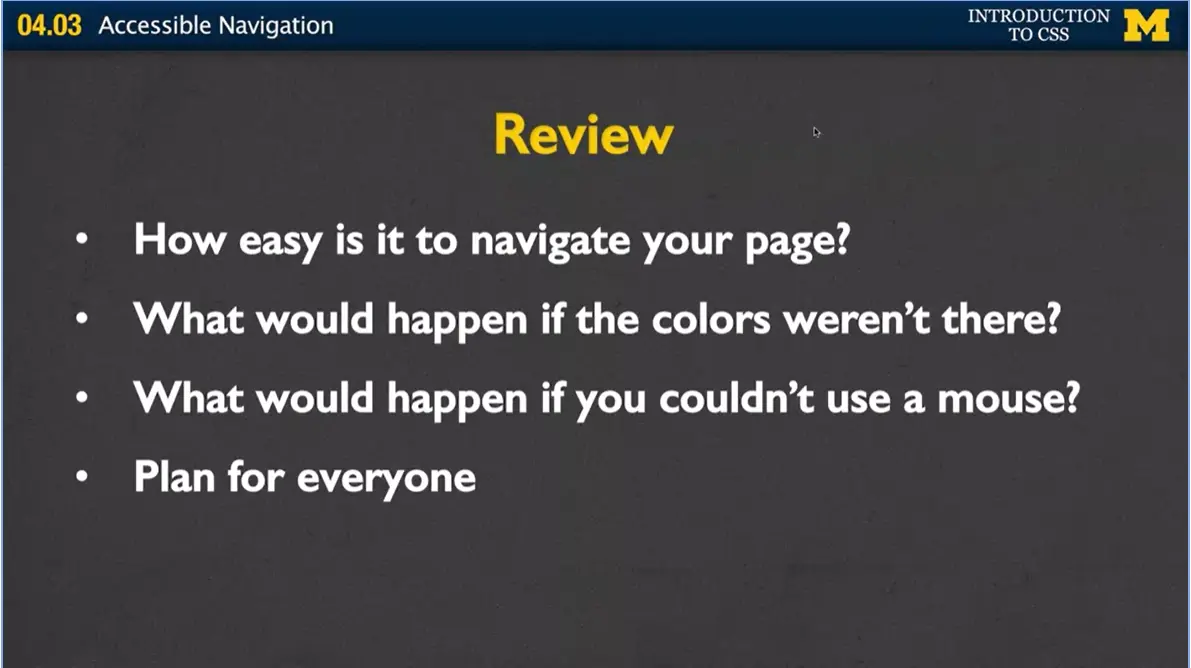 04.03 Accessible Navigation
INTRODUCTION
TO CSS
M
Review
• How easy is it to navigate your page?
• What would happen if the colors weren’t there?
• What would happen if you couldn’t use a mouse?
• Plan for everyone